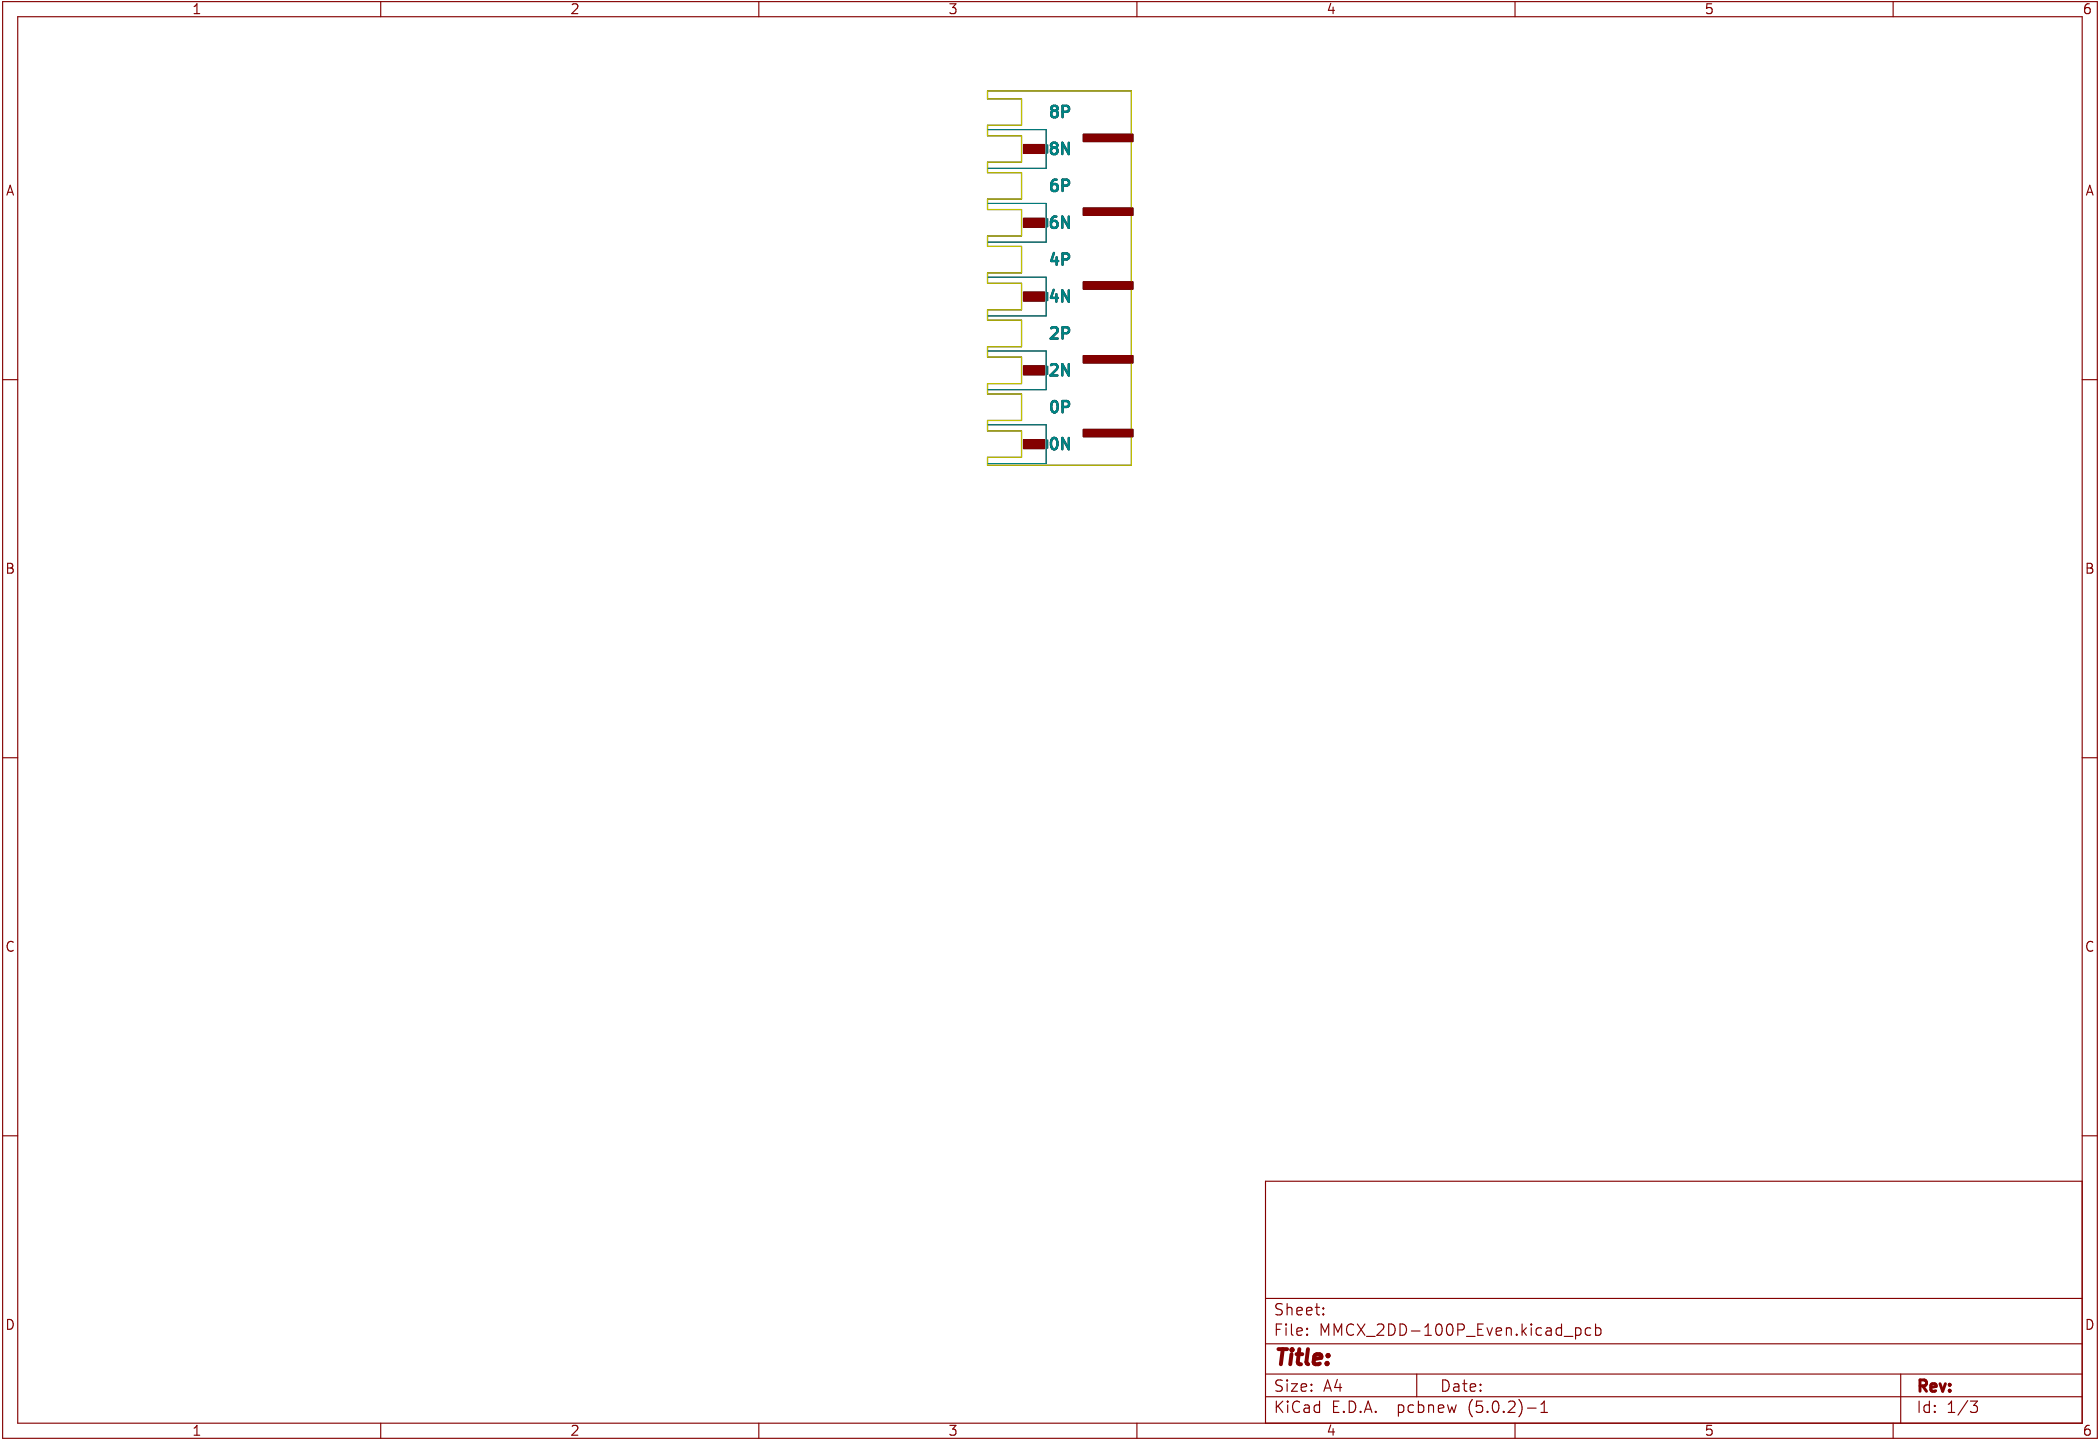 1 2 3 4 5 6
8P
8N
A A
6P
6N
4P
4N
2P
2N
0P
0N
B B
C C
Sheet:
File: MMCX_2DD-100P_Even.kicad_pcb
D D
Title:
Size: A4 Date: Rev:
KiCad E.D.A. pcbnew (5.0.2)-1 Id: 1/3
1 2 3 4 5 6